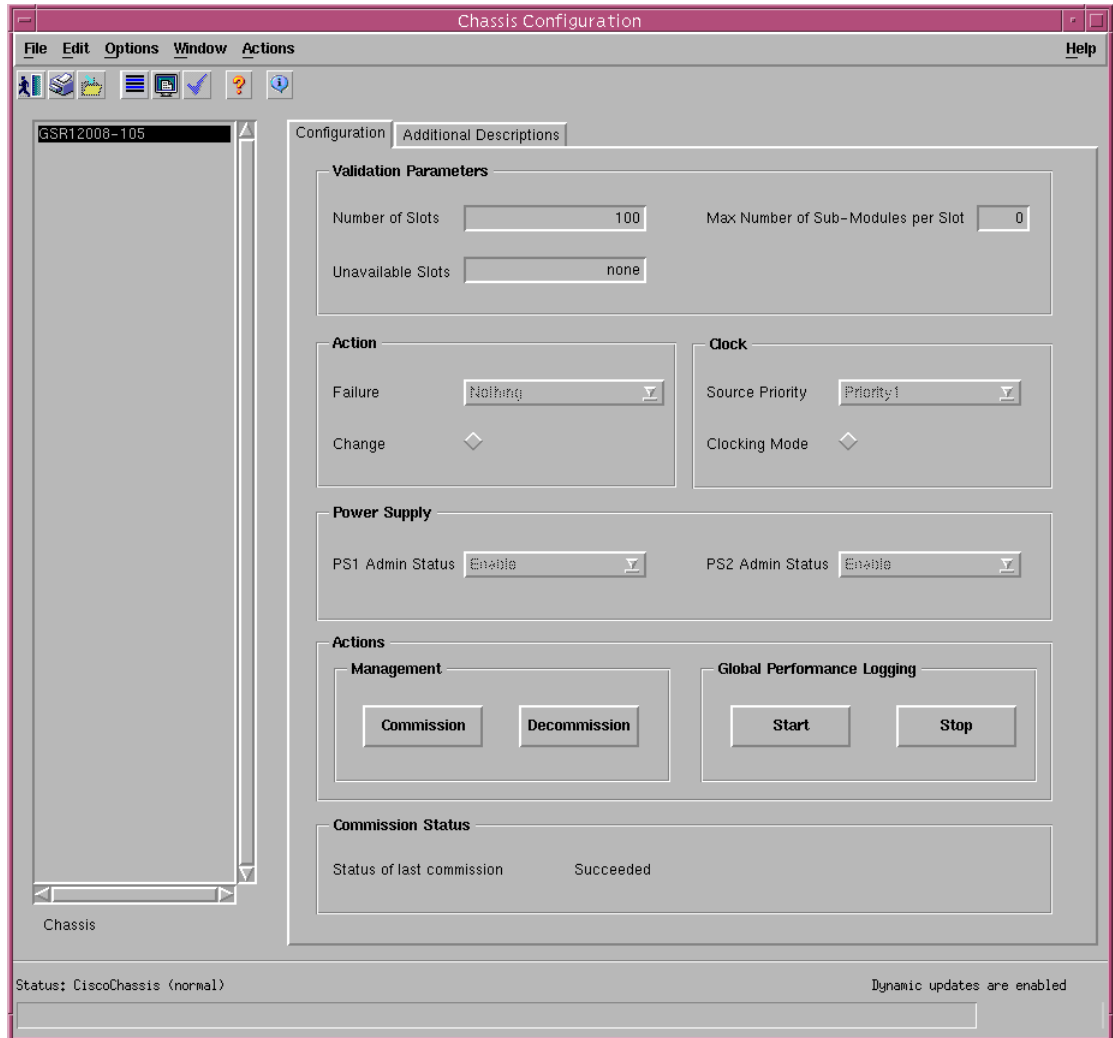 Chassis Configuration
File Edit Options Window Actions Help
GSR12008-105
Configuration Additional Descriptions
Validation Parameters
Number of Slots 100 Max Number of Sub-Modules per Slot 0
Unavailable Slots none
Action Clock
Failure Nothing Source Priority Priority1
Change Clocking Mode
Power Supply
PS1 Admin Status Enable PS2 Admin Status Enable
Actions
Management Global Performance Logging
Commission Decommission Start Stop
Commission Status
Status of last commission Succeeded
Chassis
Status: CiscoChassis (normal) Dynamic updates are enabled